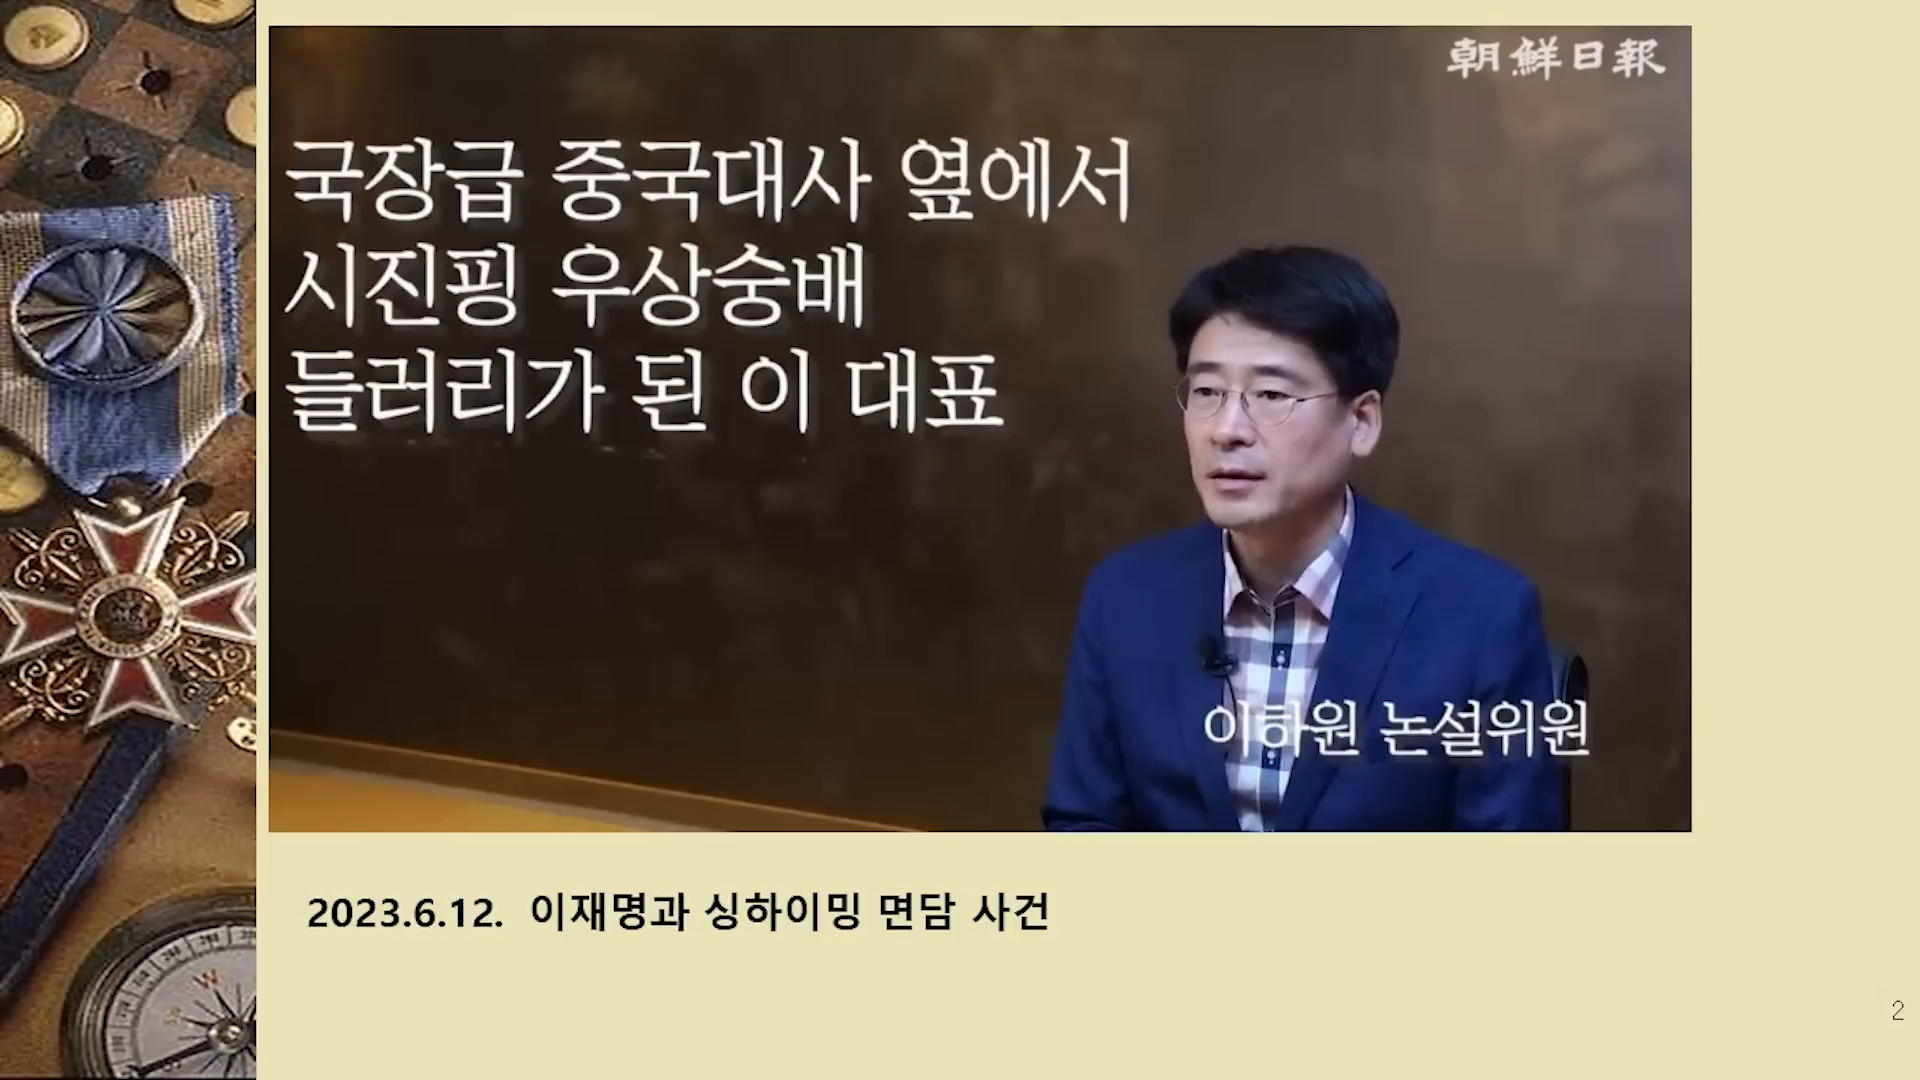 朝鮮日報
국장급 중국대사 옆에서
시진핑 우상숭배
들러리가 된 이 대표
이하원 논설위원
2023.6.12. 이재명과 싱하이밍 면담 사건
2